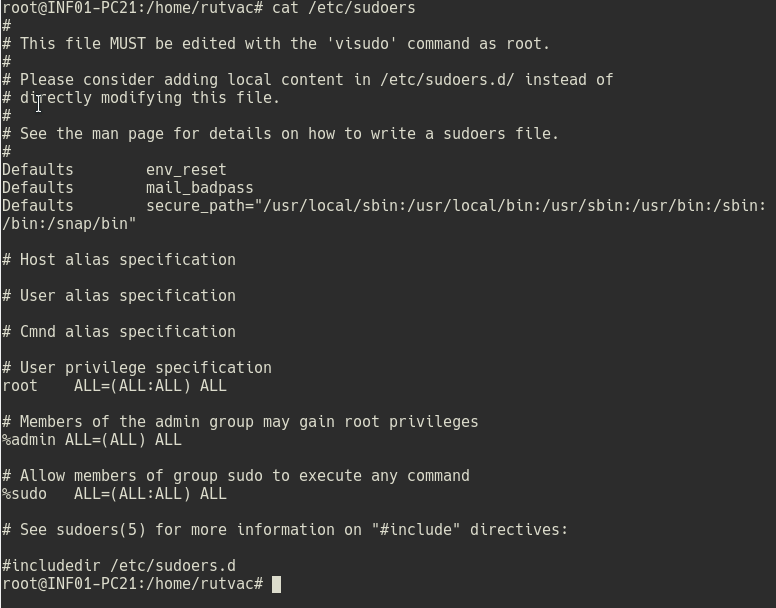 root@INF01-PC21:/home/rutvac# cat /etc/sudoers
#
# This file MUST be edited with the 'visudo' command as root.
#
# Please consider adding local content in /etc/sudoers.d/ instead of
# directly modifying this file.
#
# See the man page for details on how to write a sudoers file.
#
Defaults        env_reset
Defaults        mail_badpass
Defaults        secure_path="/usr/local/sbin:/usr/local/bin:/usr/sbin:/usr/bin:/sbin:
/bin:/snap/bin"

# Host alias specification

# User alias specification

# Cmnd alias specification

# User privilege specification
root    ALL=(ALL:ALL) ALL

# Members of the admin group may gain root privileges
%admin ALL=(ALL) ALL

# Allow members of group sudo to execute any command
%sudo   ALL=(ALL:ALL) ALL

# See sudoers(5) for more information on "#include" directives:

#includedir /etc/sudoers.d
root@INF01-PC21:/home/rutvac#